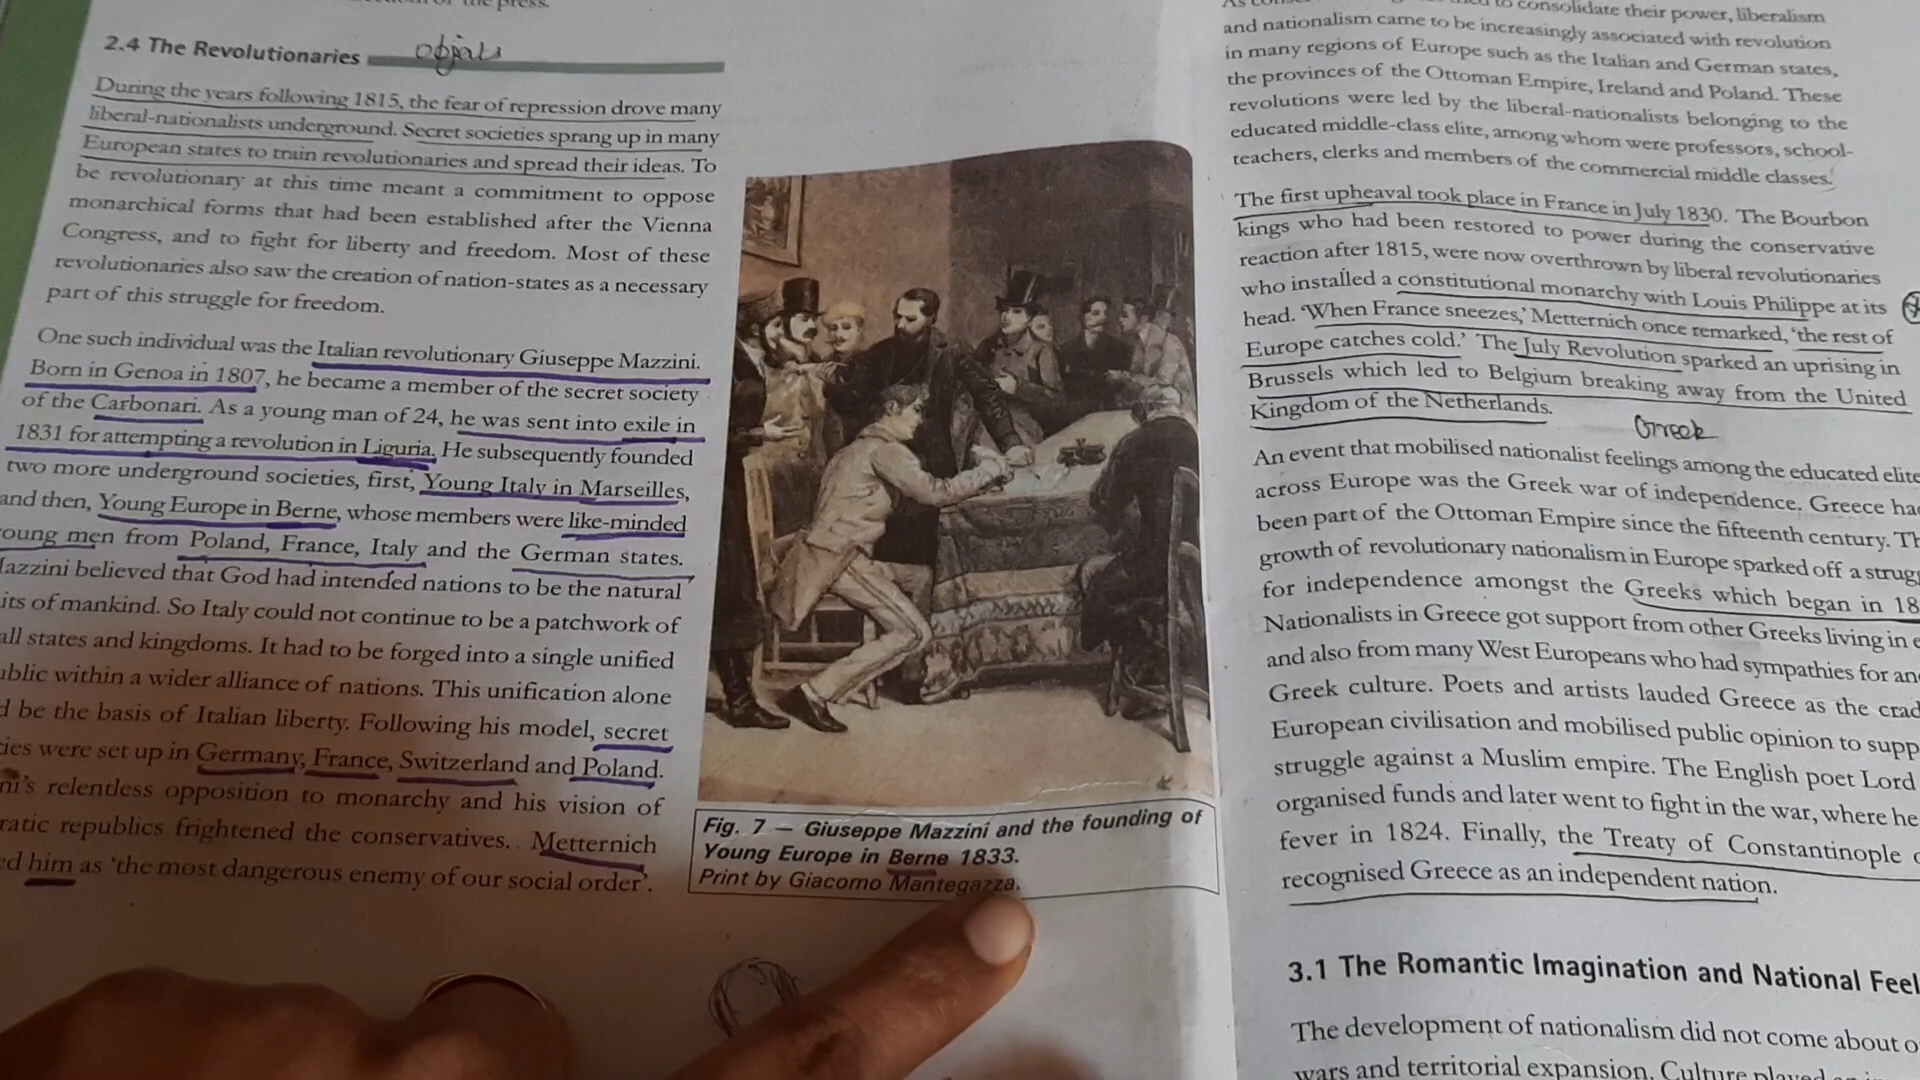 of the press.
2.4 The Revolutionaries
During the years following 1815, the fear of repression drove many
liberal-nationalists underground. Secret societies sprang up in many
European states to train revolutionaries and spread their ideas. To
be revolutionary at this time meant a commitment to oppose
monarchical forms that had been established after the Vienna
Congress, and to fight for liberty and freedom. Most of these
revolutionaries also saw the creation of nation-states as a necessary
part of this struggle for freedom.
One such individual was the Italian revolutionary Giuseppe Mazzini.
Born in Genoa in 1807, he became a member of the secret society
of the Carbonari. As a young man of 24, he was sent into exile in
1831 for attempting a revolution in Liguria. He subsequently founded
two more underground societies, first, Young Italy in Marseilles,
and then, Young Europe in Berne, whose members were like-minded
oung men from Poland, France, Italy and the German states.
azzini believed that God had intended nations to be the natural
its of mankind. So Italy could not continue to be a patchwork of
all states and kingdoms. It had to be forged into a single unified
blic within a wider alliance of nations. This unification alone
d be the basis of Italian liberty. Following his model, secret
ies were set up in Germany, France, Switzerland and Poland.
ni's relentless opposition to monarchy and his vision of
ratic republics frightened the conservatives. Metternich
ed him as 'the most dangerous enemy of our social order'.
Fig. 7 — Giuseppe Mazzini and the founding of
Young Europe in Berne 1833.
Print by Giacomo Mantegazza.
to consolidate their power, liberalism
and nationalism came to be increasingly associated with revolution
in many regions of Europe such as the Italian and German states,
the provinces of the Ottoman Empire, Ireland and Poland. These
revolutions were led by the liberal-nationalists belonging to the
educated middle-class elite, among whom were professors, school-
teachers, clerks and members of the commercial middle classes.
The first upheaval took place in France in July 1830. The Bourbon
kings who had been restored to power during the conservative
reaction after 1815, were now overthrown by liberal revolutionaries
who installed a constitutional monarchy with Louis Philippe at its
head. 'When France sneezes,' Metternich once remarked, 'the rest of
Europe catches cold.' The July Revolution sparked an uprising in
Brussels which led to Belgium breaking away from the United
Kingdom of the Netherlands.
Greek
An event that mobilised nationalist feelings among the educated elite
across Europe was the Greek war of independence. Greece ha
been part of the Ottoman Empire since the fifteenth century. Th
growth of revolutionary nationalism in Europe sparked off a strug
for independence amongst the Greeks which began in 18
Nationalists in Greece got support from other Greeks living in e
and also from many West Europeans who had sympathies for an
Greek culture. Poets and artists lauded Greece as the crad
European civilisation and mobilised public opinion to supp
struggle against a Muslim empire. The English poet Lord
organised funds and later went to fight in the war, where he
fever in 1824. Finally, the Treaty of Constantinople
recognised Greece as an independent nation.
3.1 The Romantic Imagination and National Feel
The development of nationalism did not come about o
wars and territorial expansion. Culture played